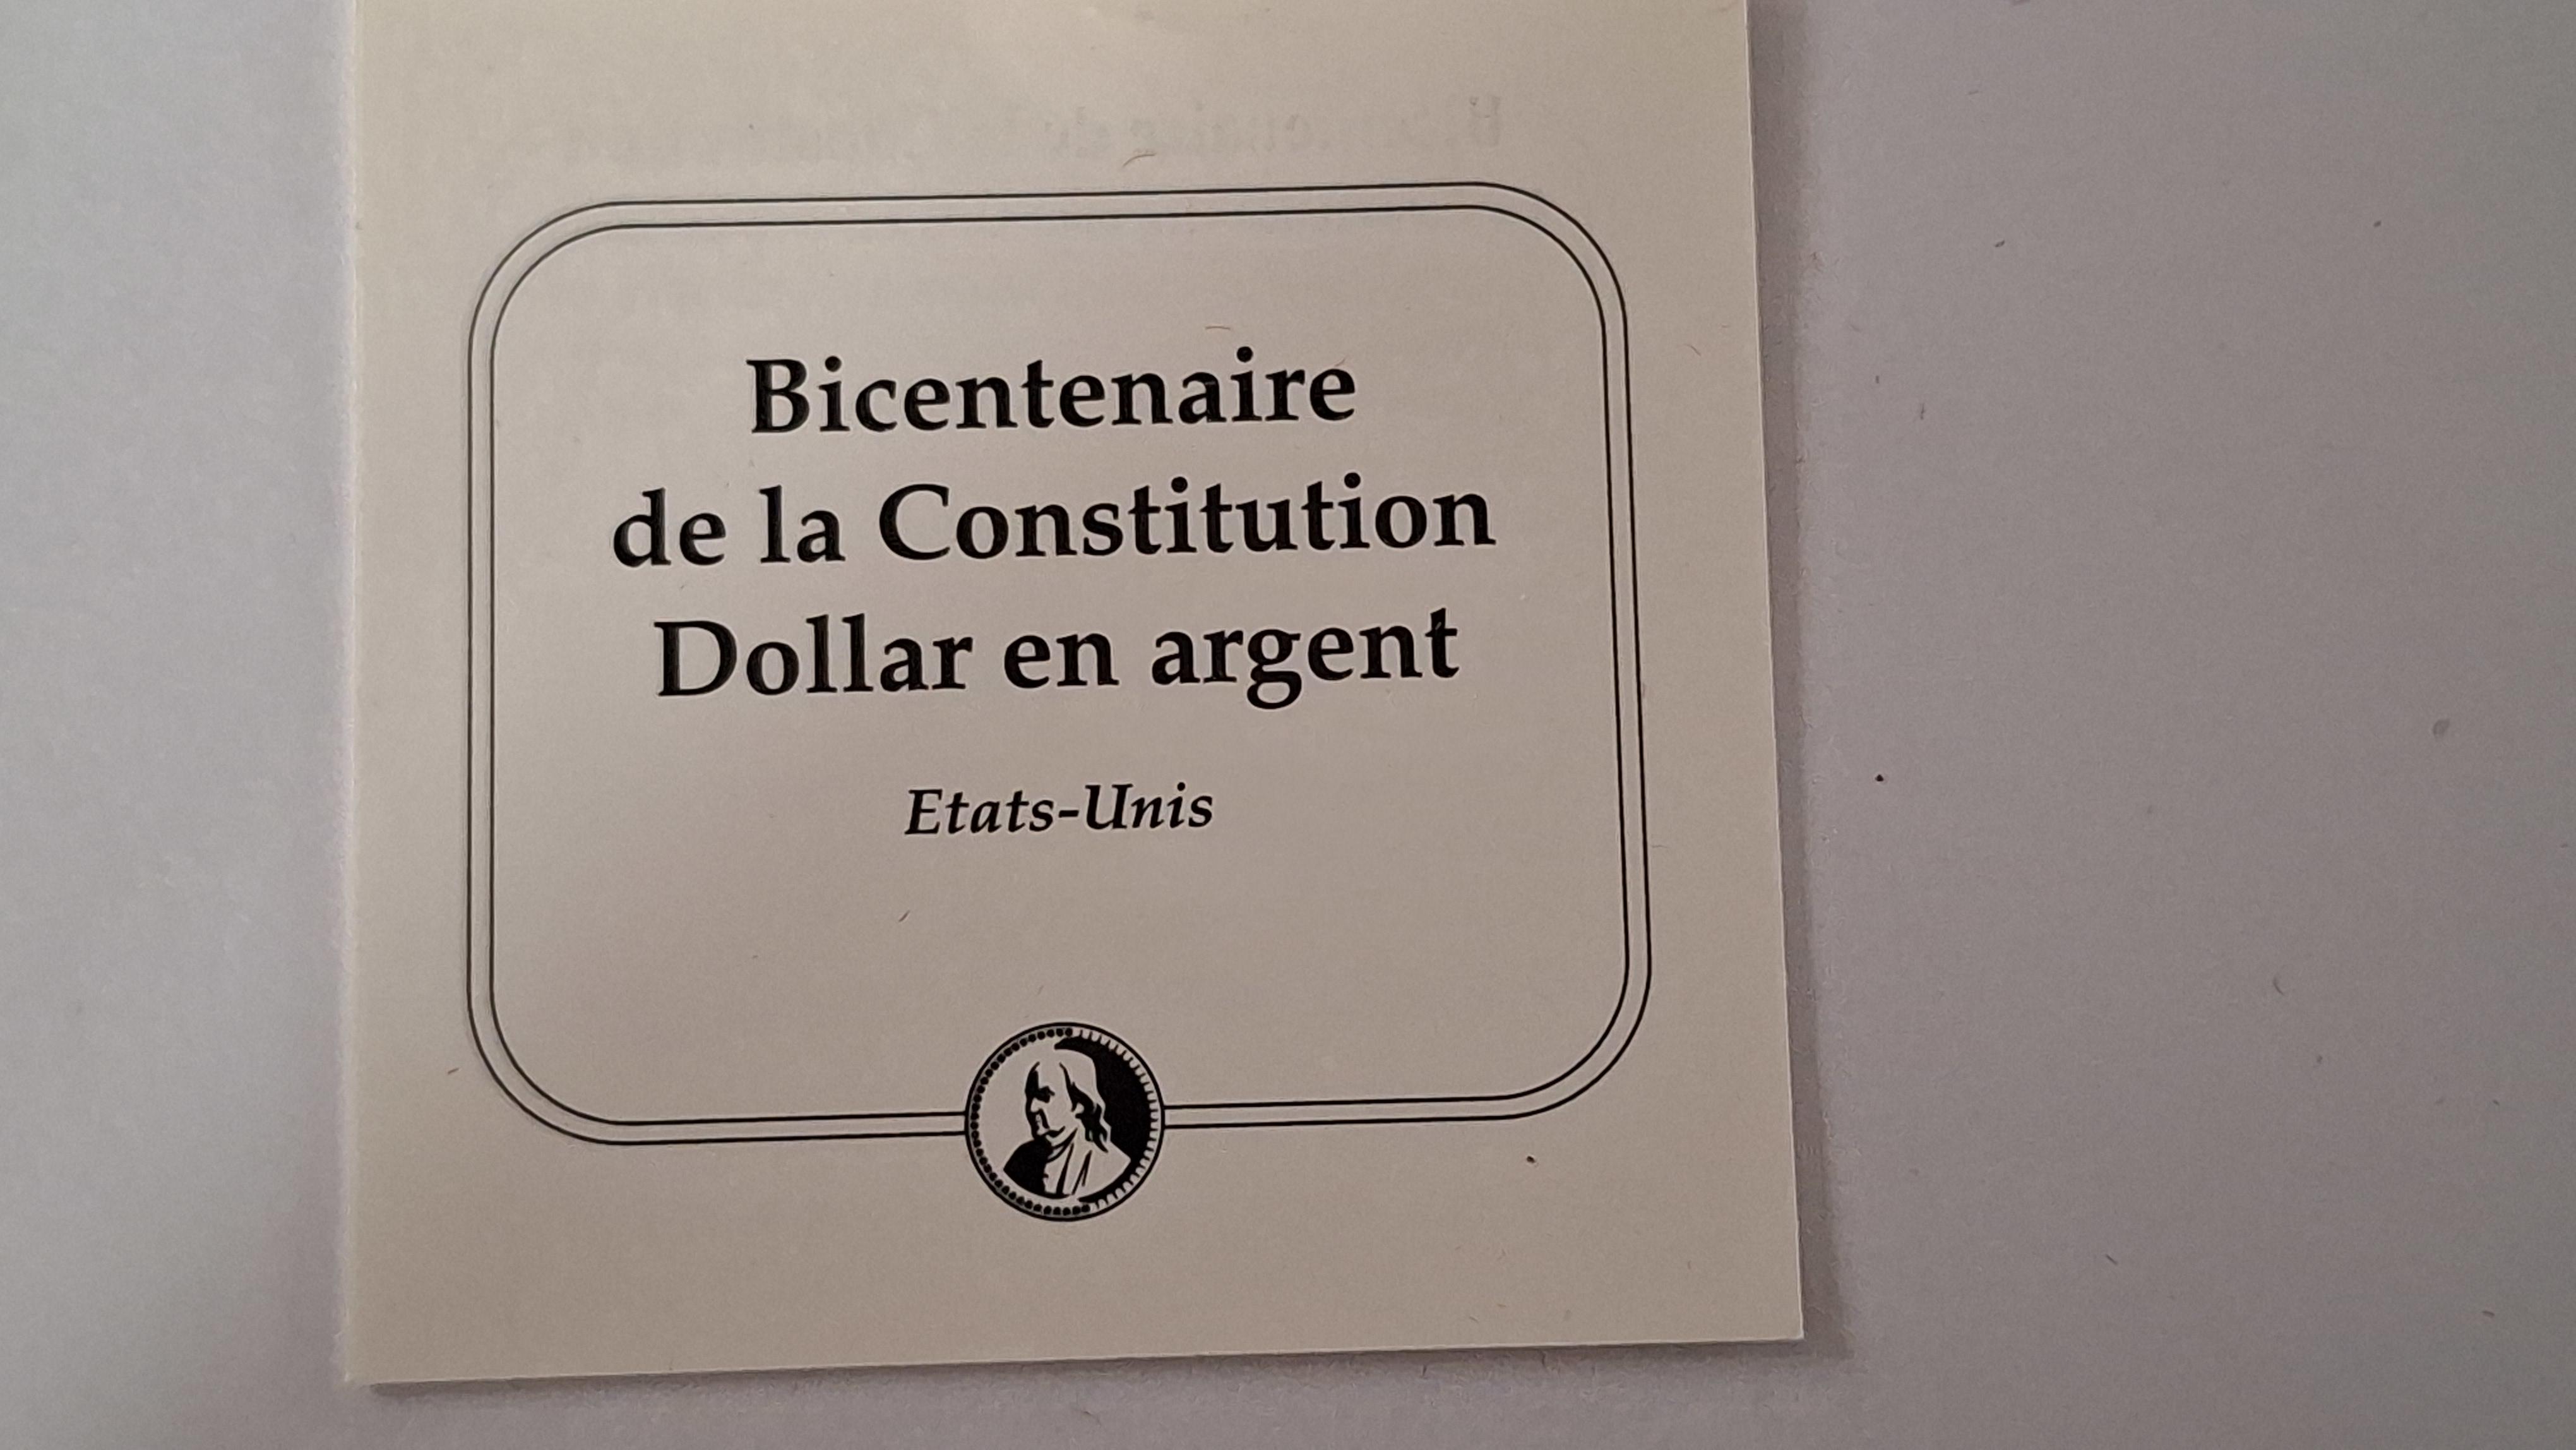 Bicentenaire
de la Constitution
Dollar en argent
Etats-Unis